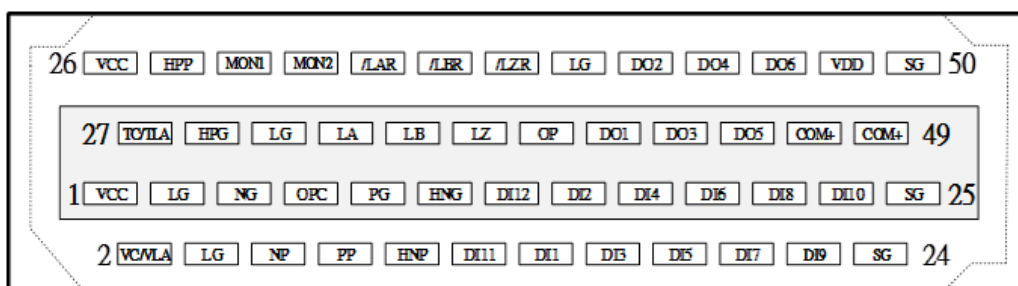 26 VCC HPP MON1 MON2 /LAR /LBR /LZR LG DO2 DO4 DO6 VDD SG 50
27 TC/TLA HPG LG LA LB LZ OP DO1 DO3 DO5 COM+ COM+ 49
1 VCC LG NG OPC PG HNG DI12 DI2 DI4 DI6 DI8 DI10 SG 25
2 VC/VLA LG NP PP HNP DI11 DI1 DI3 DI5 DI7 DI9 SG 24